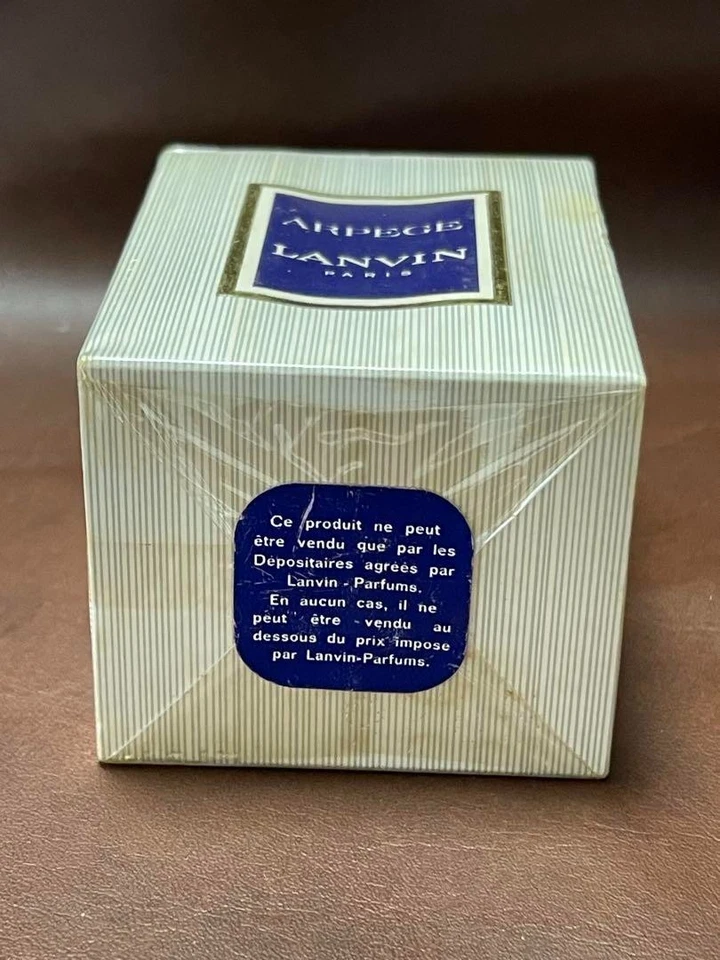 ARPEGE
LANVIN
PARIS
Ce produit ne peut
être vendu que par les
Dépositaires agréés par
Lanvin - Parfums.
En aucun cas, il ne
peut être vendu au
dessous du prix impose
par Lanvin-Parfums.